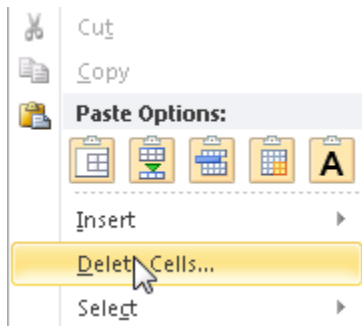 Cut
Copy
Paste Options:
A
Insert
Delete Cells...
Select